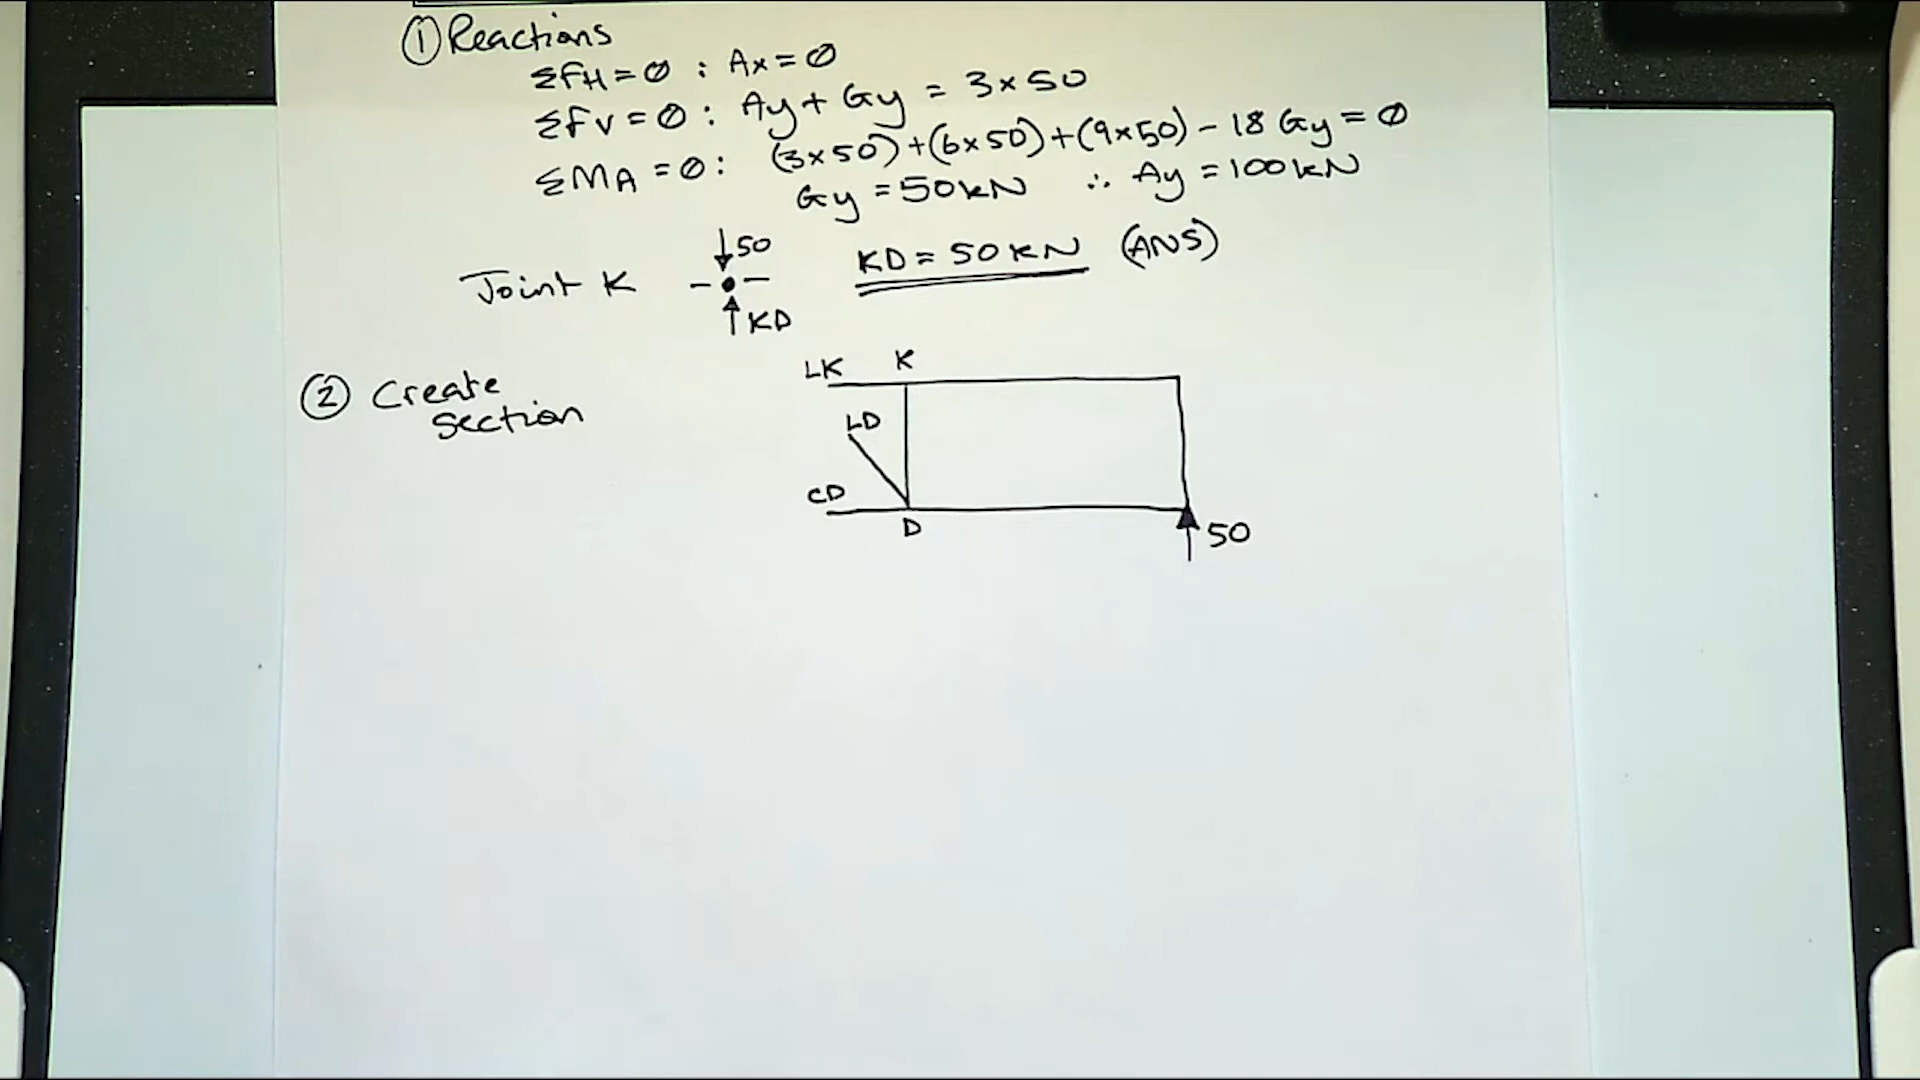 ① Reactions
ΣFH = 0 : Ax = 0
ΣFV = 0 : Ay + Gy = 3 × 50
ΣMA = 0 : (3×50) + (6×50) + (9×50) - 18 Gy = 0
Gy = 50kN ∴ Ay = 100kN
Joint K
↓50
↑KD
KD = 50kN (ANS)
② Create section
LK K
LD
CD
D
50